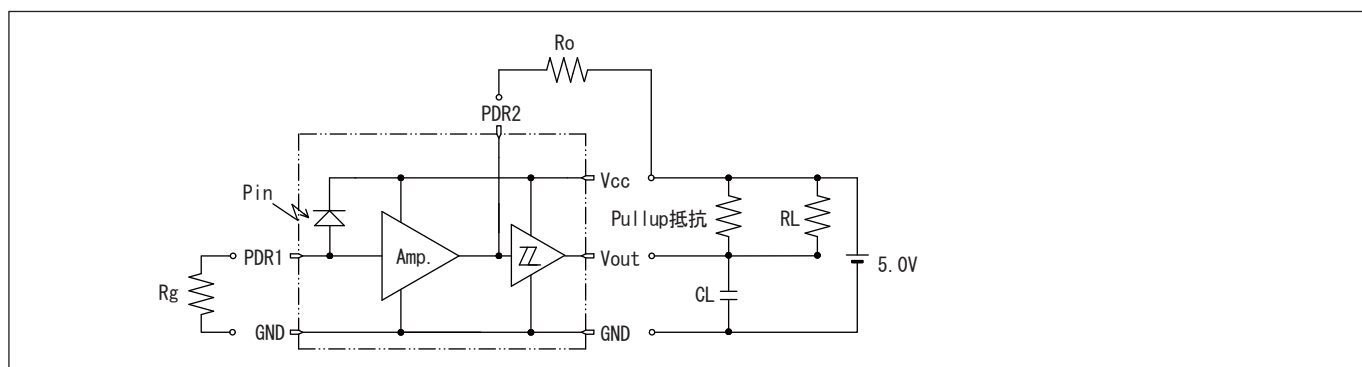 Ro
PDR2
Pin
Vcc
Pullup抵抗
RL
PDR1
Amp.
Vout
5.0V
Rg
CL
GND
GND